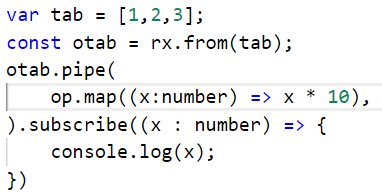 var tab = [1,2,3];
const otab = rx.from(tab);
otab.pipe(
    op.map((x:number) => x * 10),
).subscribe((x : number) => {
    console.log(x);
})